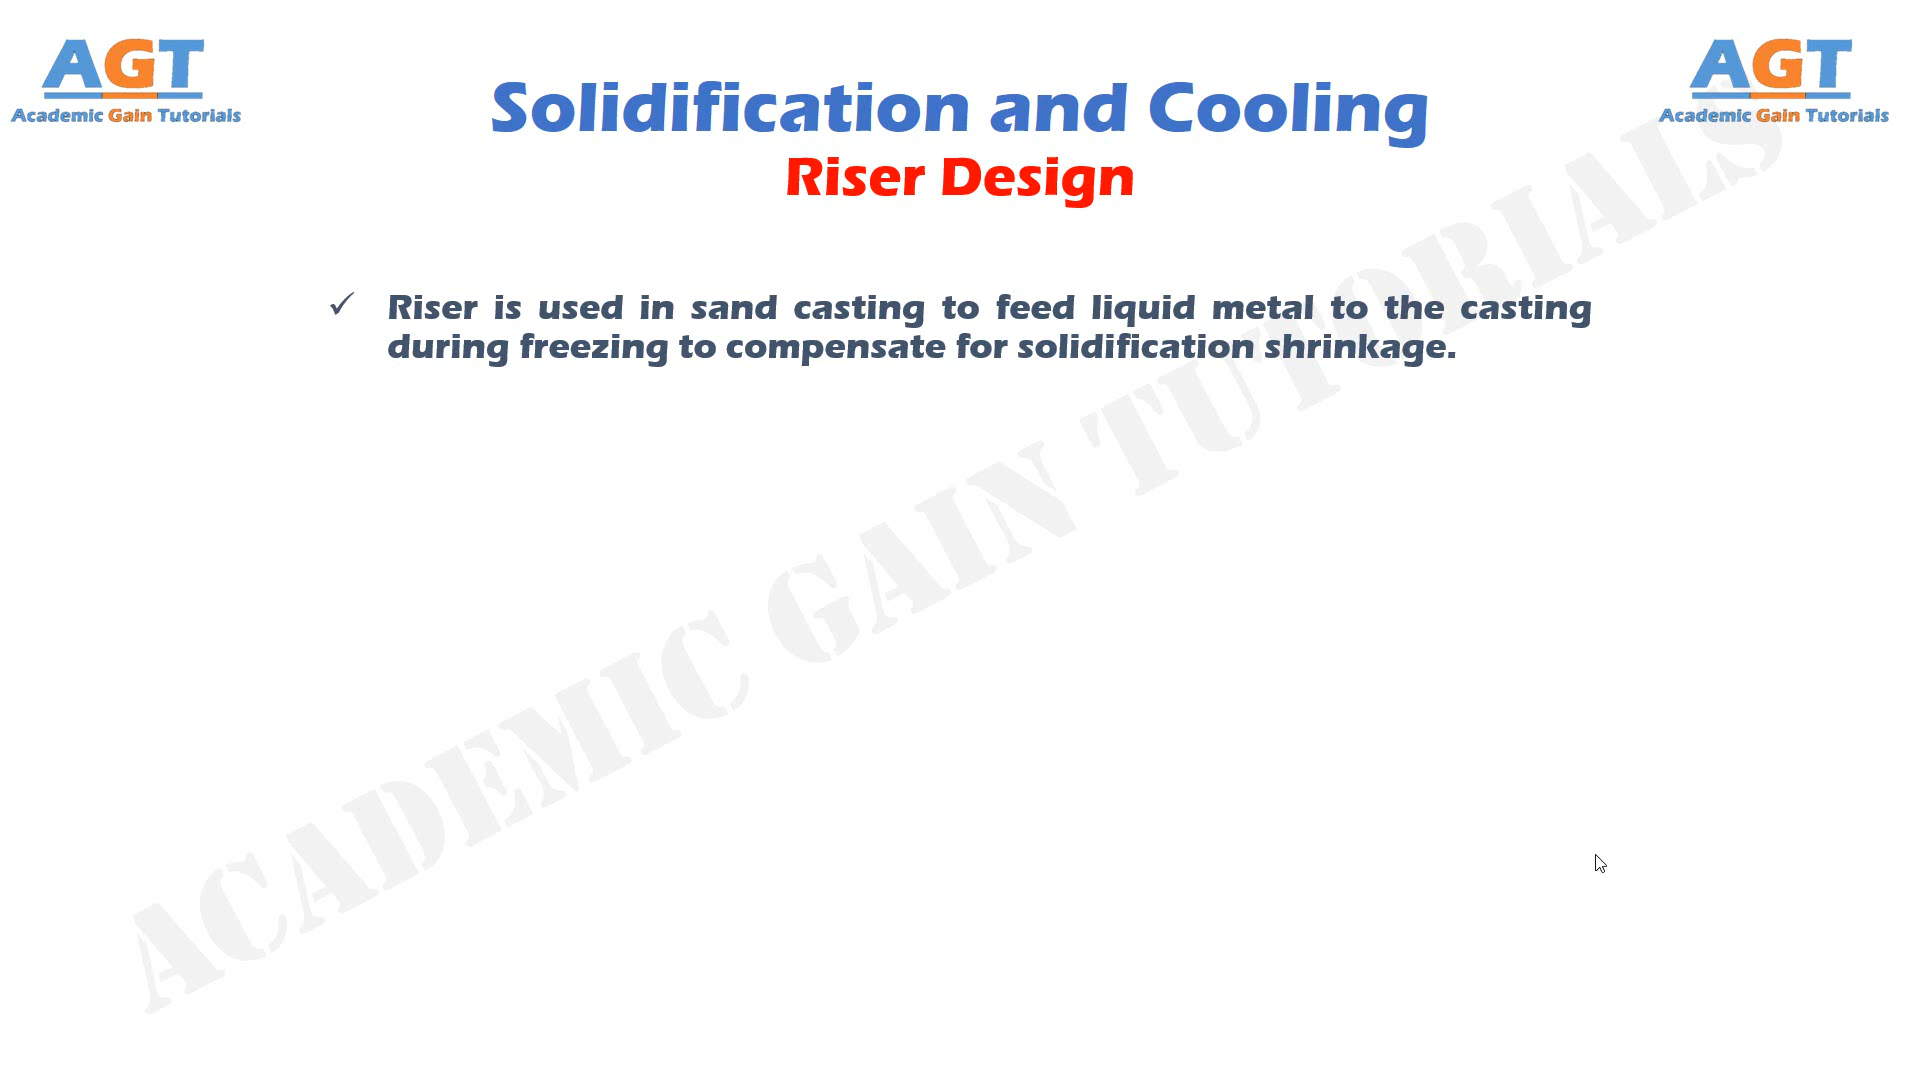 AGT
Academic Gain Tutorials
AGT
Academic Gain Tutorials
Solidification and Cooling
Riser Design
✓ Riser is used in sand casting to feed liquid metal to the casting
during freezing to compensate for solidification shrinkage.
ACADEMIC GAIN TUTORIALS